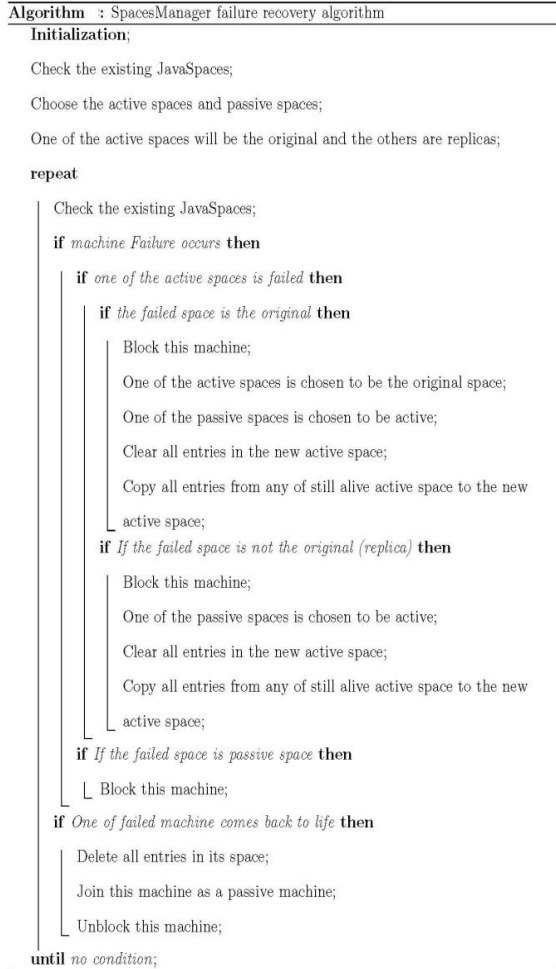 Algorithm : SpacesManager failure recovery algorithm
Initialization;
Check the existing JavaSpaces;
Choose the active spaces and passive spaces;
One of the active spaces will be the original and the others are replicas;
repeat
Check the existing JavaSpaces;
if machine Failure occurs then
if one of the active spaces is failed then
if the failed space is the original then
Block this machine;
One of the active spaces is chosen to be the original space;
One of the passive spaces is chosen to be active;
Clear all entries in the new active space;
Copy all entries from any of still alive active space to the new
active space;
if If the failed space is not the original (replica) then
Block this machine;
One of the passive spaces is chosen to be active;
Clear all entries in the new active space;
Copy all entries from any of still alive active space to the new
active space;
if If the failed space is passive space then
Block this machine;
if One of failed machine comes back to life then
Delete all entries in its space;
Join this machine as a passive machine;
Unblock this machine;
until no condition;